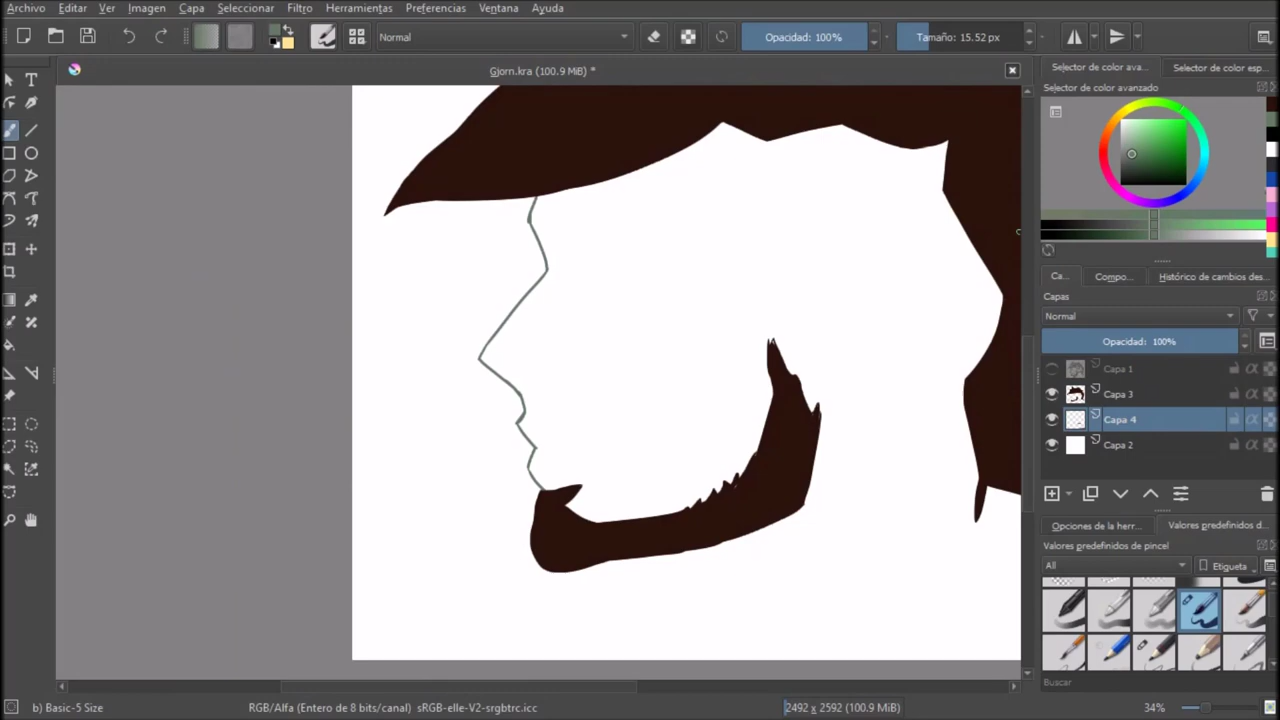 Archivo Editar Ver Imagen Capa Seleccionar Filtro Herramientas Preferencias Ventana Ayuda
Normal Opacidad: 100% Tamaño: 15.52 px
Gjorn.kra (100.9 MiB) *
Selector de color ava... Selector de color esp...
Selector de color avanzado
Ca... Compo... Histórico de cambios des...
Capas
Normal
Opacidad: 100%
Capa 1
Capa 3
Capa 4
Capa 2
Opciones de la herr... Valores predefinidos d...
Valores predefinidos de pincel
All Etiqueta
Buscar
b) Basic-5 Size RGB/Alfa (Entero de 8 bits/canal) sRGB-elle-V2-srgbtrc.icc 2492 x 2592 (100.9 MiB) 34%